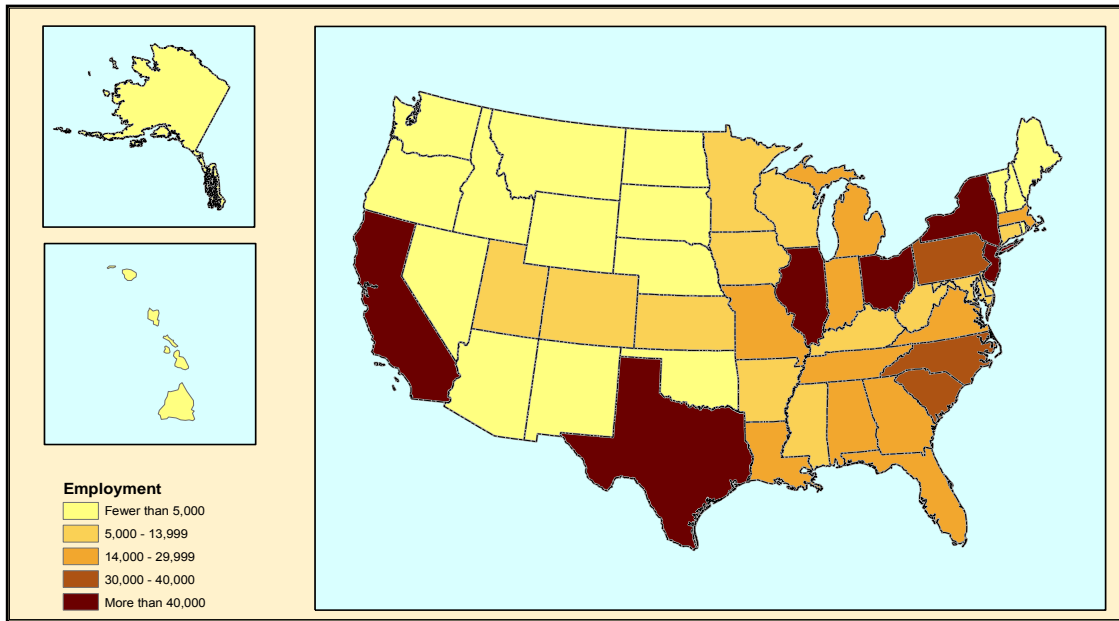 Employment
Fewer than 5,000
5,000 - 13,999
14,000 - 29,999
30,000 - 40,000
More than 40,000